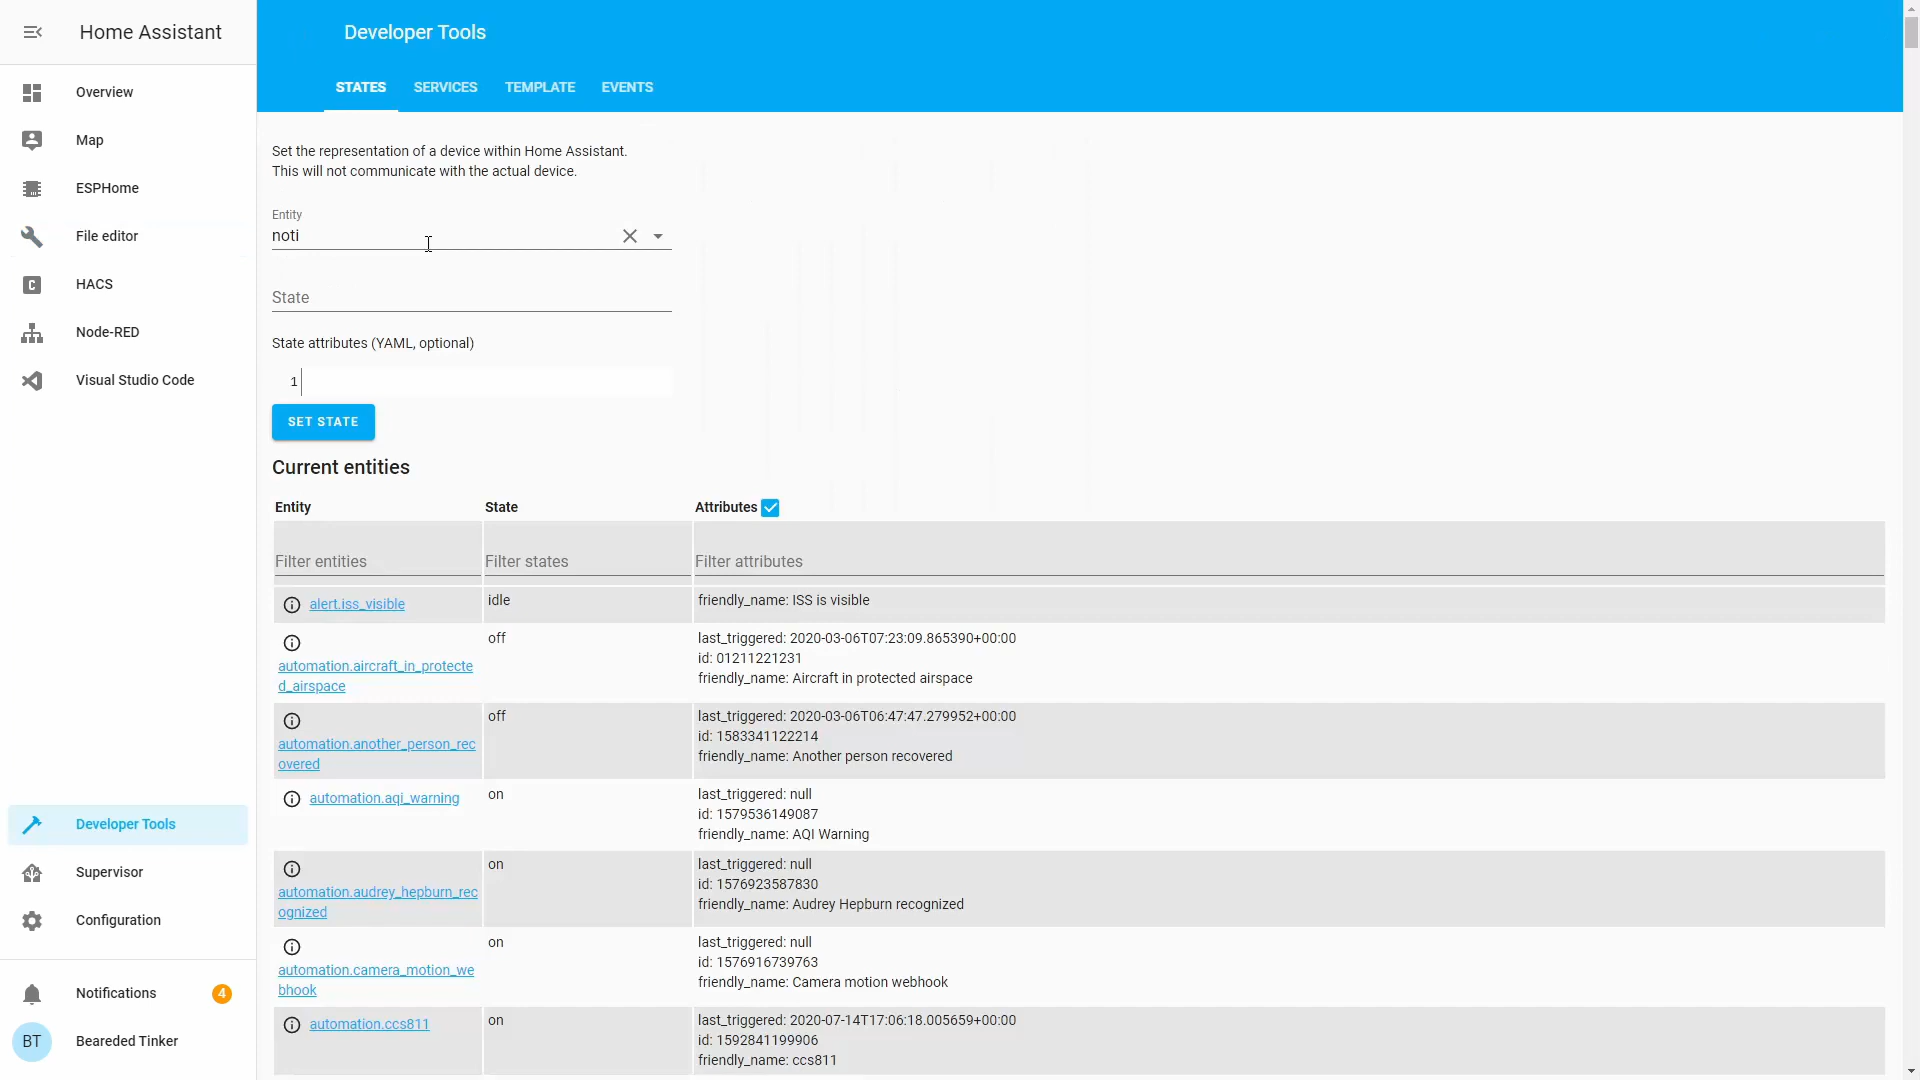 Home Assistant
Developer Tools
STATES
SERVICES
TEMPLATE
EVENTS
Overview
Map
ESPHome
File editor
HACS
Node-RED
Visual Studio Code
Developer Tools
Supervisor
Configuration
Notifications
4
BT
Bearded Tinker
Set the representation of a device within Home Assistant.
This will not communicate with the actual device.
Entity
noti
State
State attributes (YAML, optional)
1
SET STATE
Current entities
Entity
State
Attributes
Filter entities
Filter states
Filter attributes
alert.iss_visible
idle
friendly_name: ISS is visible
automation.aircraft_in_protecte
d_airspace
off
last_triggered: 2020-03-06T07:23:09.865390+00:00
id: 01211221231
friendly_name: Aircraft in protected airspace
automation.another_person_rec
overed
off
last_triggered: 2020-03-06T06:47:47.279952+00:00
id: 1583341122214
friendly_name: Another person recovered
automation.aqi_warning
on
last_triggered: null
id: 1579536149087
friendly_name: AQI Warning
automation.audrey_hepburn_rec
ognized
on
last_triggered: null
id: 1576923587830
friendly_name: Audrey Hepburn recognized
automation.camera_motion_we
bhook
on
last_triggered: null
id: 1576916739763
friendly_name: Camera motion webhook
automation.ccs811
on
last_triggered: 2020-07-14T17:06:18.005659+00:00
id: 1592841199906
friendly_name: ccs811